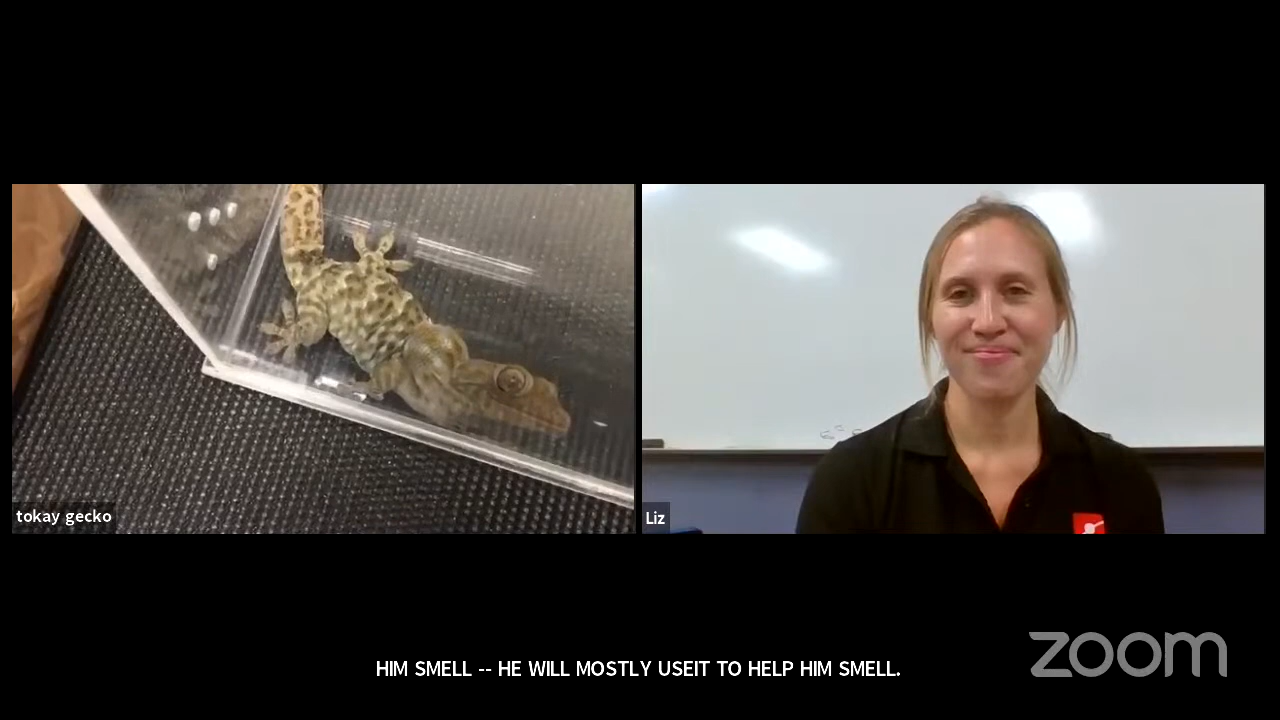 tokay gecko
Liz
HIM SMELL -- HE WILL MOSTLY USEIT TO HELP HIM SMELL.
zoom